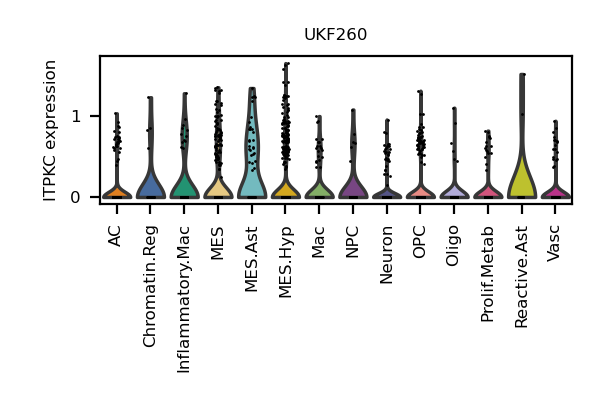 UKF260
ITPKC expression
1
0
AC
Chromatin.Reg
Inflammatory.Mac
MES
MES.Ast
MES.Hyp
Mac
NPC
Neuron
OPC
Oligo
Prolif.Metab
Reactive.Ast
Vasc